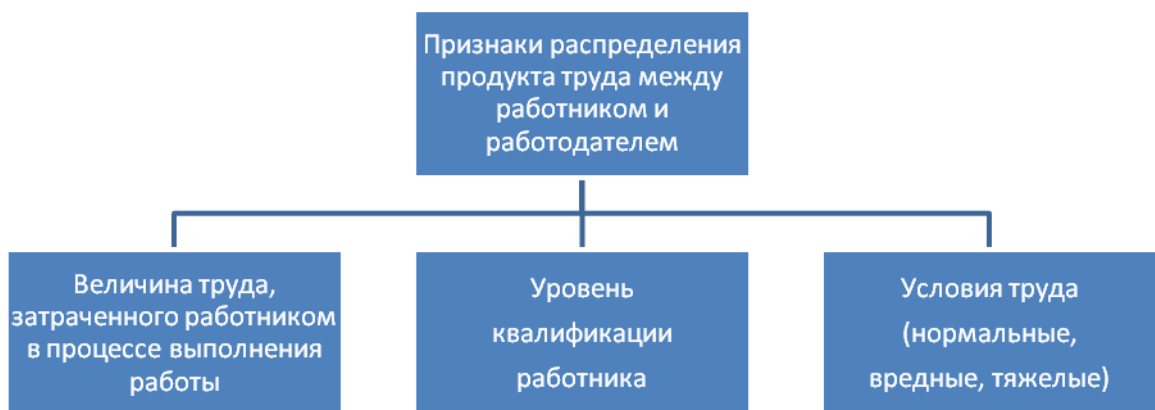 Признаки распределения
продукта труда между
работником и
работодателем
Величина труда,
затраченного работником
в процессе выполнения
работы
Уровень
квалификации
работника
Условия труда
(нормальные,
вредные, тяжелые)